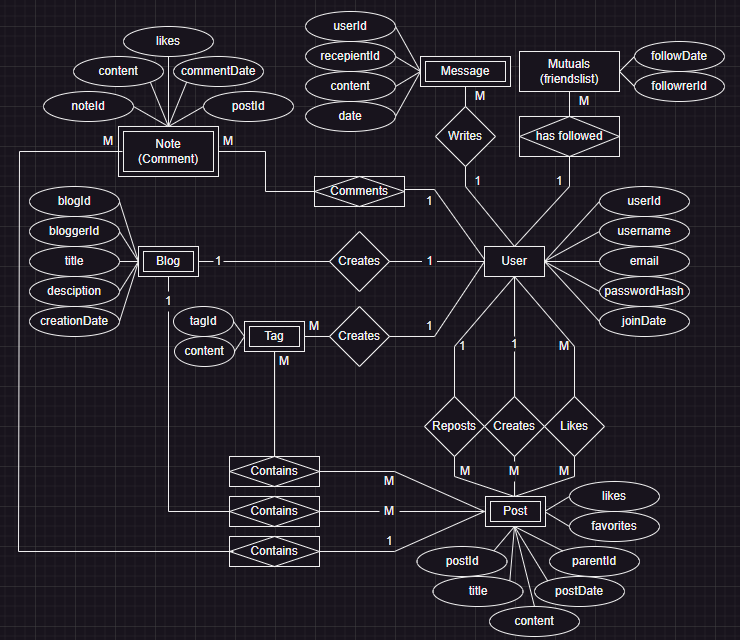 likes
content
commentDate
noteId
postId
M
Note
(Comment)
M
userId
recepientId
content
date
Message
M
Writes
1
Mutuals
(friendslist)
followDate
followrerId
M
has followed
1
Comments
1
blogId
bloggerId
title
desciption
creationDate
Blog
1
Creates
1
1
User
userId
username
email
passwordHash
joinDate
tagId
content
Tag
M
Creates
1
M
1
1
M
Reposts
Creates
Likes
M
M
M
Contains
M
Contains
M
Contains
1
Post
likes
favorites
postId
parentId
title
postDate
content